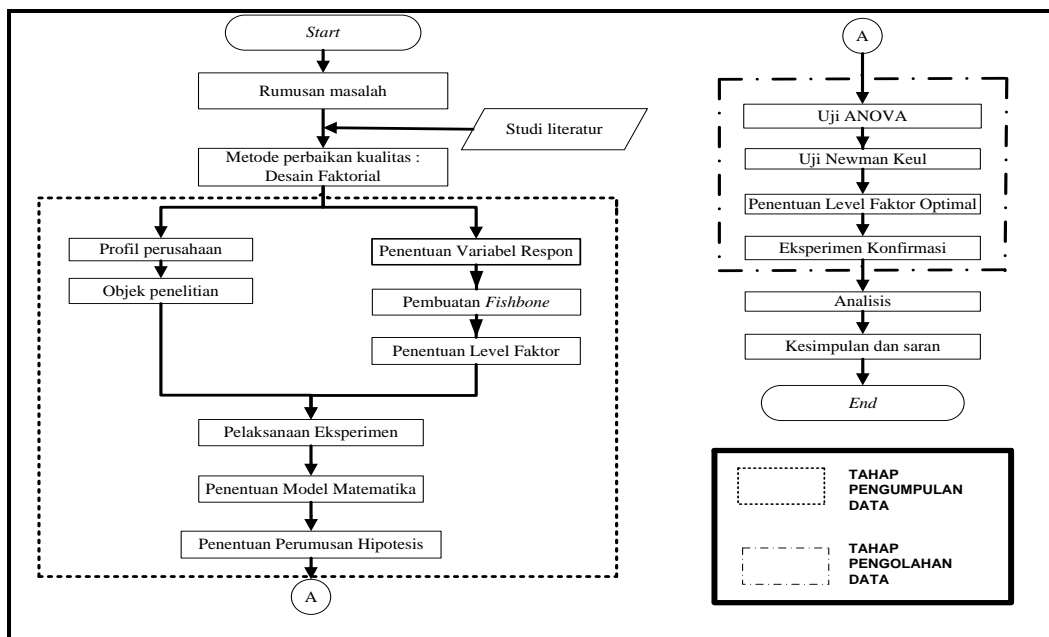 Start
Rumusan masalah
Studi literatur
Metode perbaikan kualitas :
Desain Faktorial
Profil perusahaan
Objek penelitian
Penentuan Variabel Respon
Pembuatan Fishbone
Penentuan Level Faktor
Pelaksanaan Eksperimen
Penentuan Model Matematika
Penentuan Perumusan Hipotesis
A
A
Uji ANOVA
Uji Newman Keul
Penentuan Level Faktor Optimal
Eksperimen Konfirmasi
Analisis
Kesimpulan dan saran
End
TAHAP
PENGUMPULAN
DATA
TAHAP
PENGOLAHAN
DATA